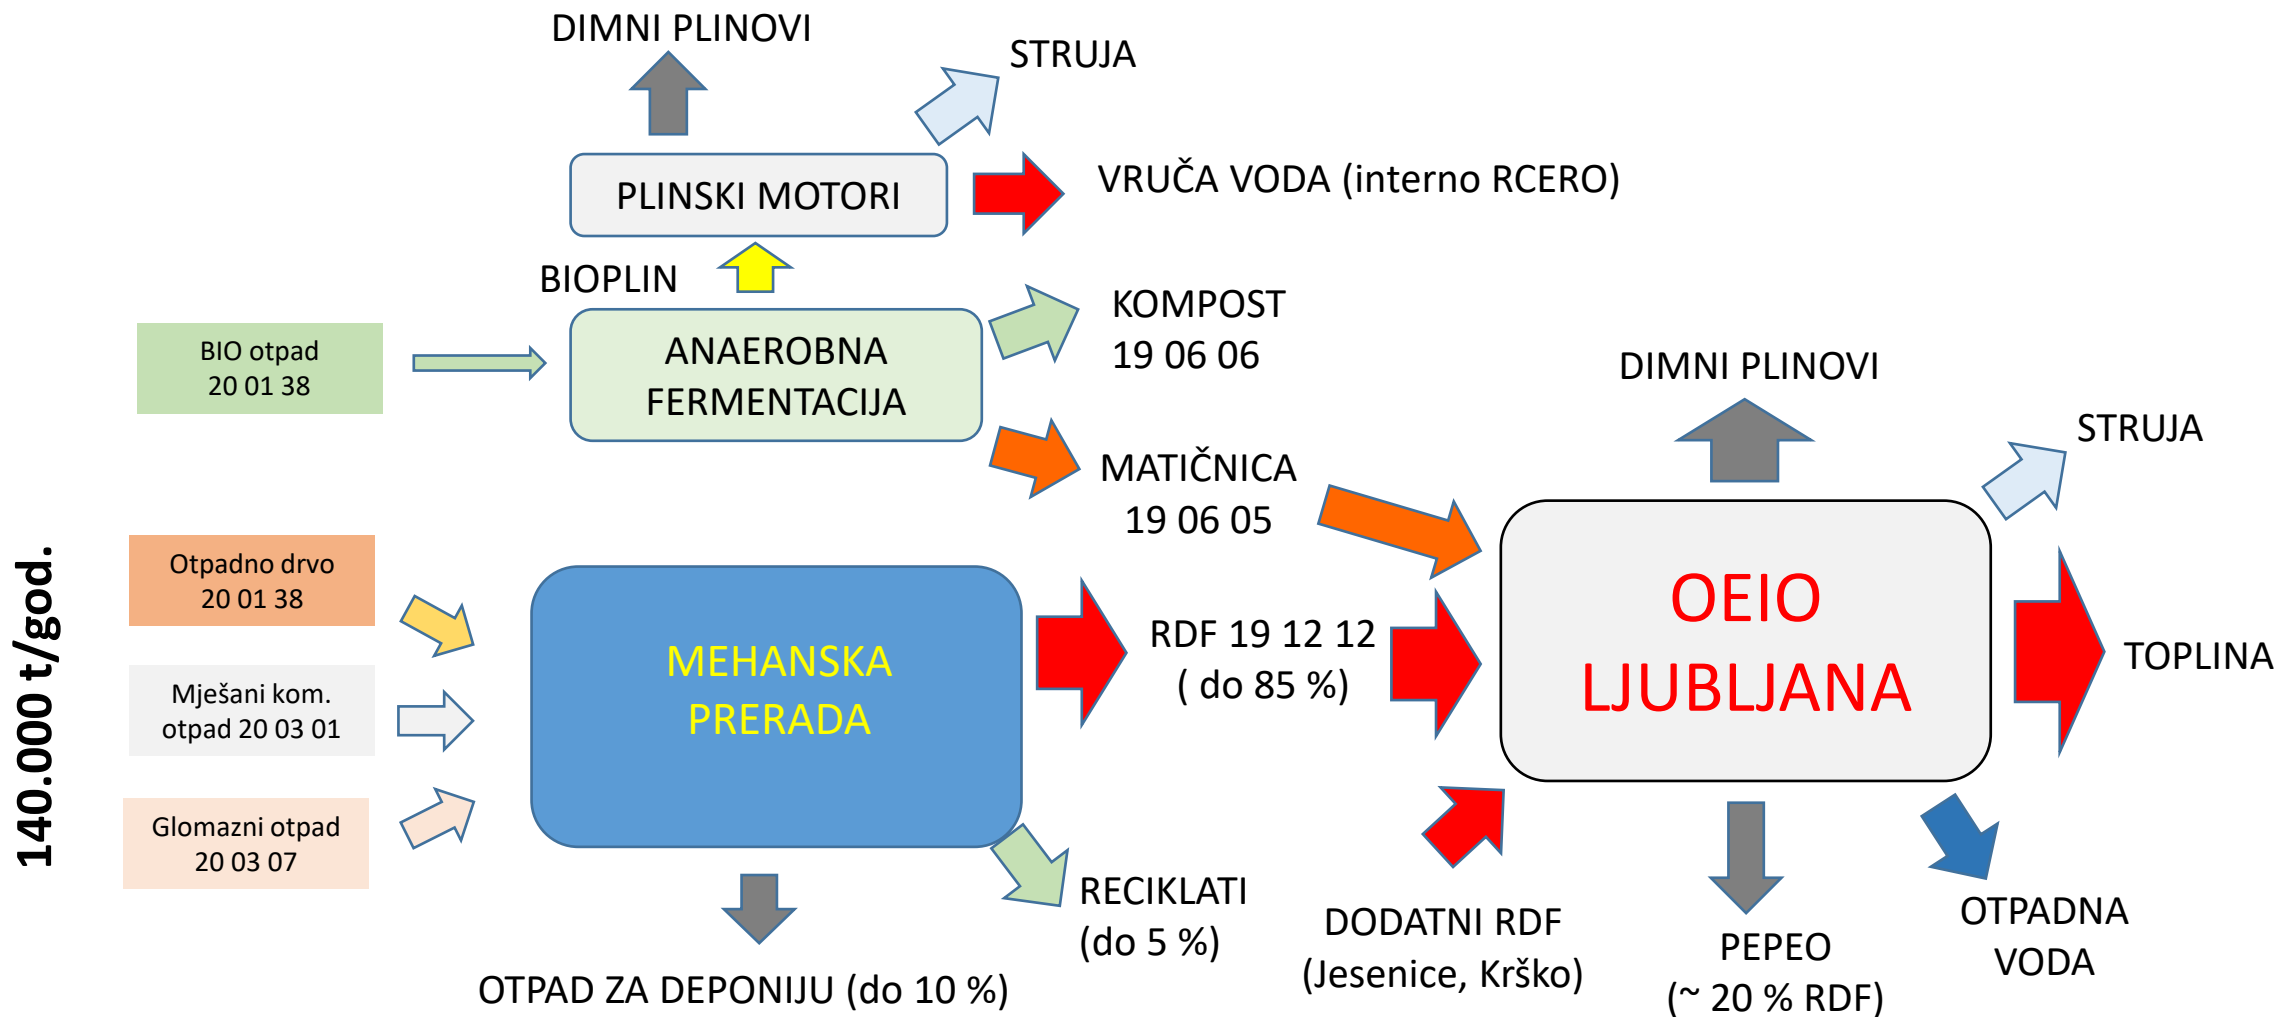 DIMNI PLINOVI
STRUJA
PLINSKI MOTORI
VRUČA VODA (interno RCERO)
BIOPLIN
BIO otpad
20 01 38
ANAEROBNA
FERMENTACIJA
KOMPOST
19 06 06
MATIČNICA
19 06 05
DIMNI PLINOVI
STRUJA
140.000 t/god.
Otpadno drvo
20 01 38
Mješani kom.
otpad 20 03 01
Glomazni otpad
20 03 07
MEHANSKA
PRERADA
RDF 19 12 12
( do 85 %)
OEIO
LJUBLJANA
TOPLINA
RECIKLATI
(do 5 %)
OTPAD ZA DEPONIJU (do 10 %)
DODATNI RDF
(Jesenice, Krško)
PEPEO
(~ 20 % RDF)
OTPADNA
VODA